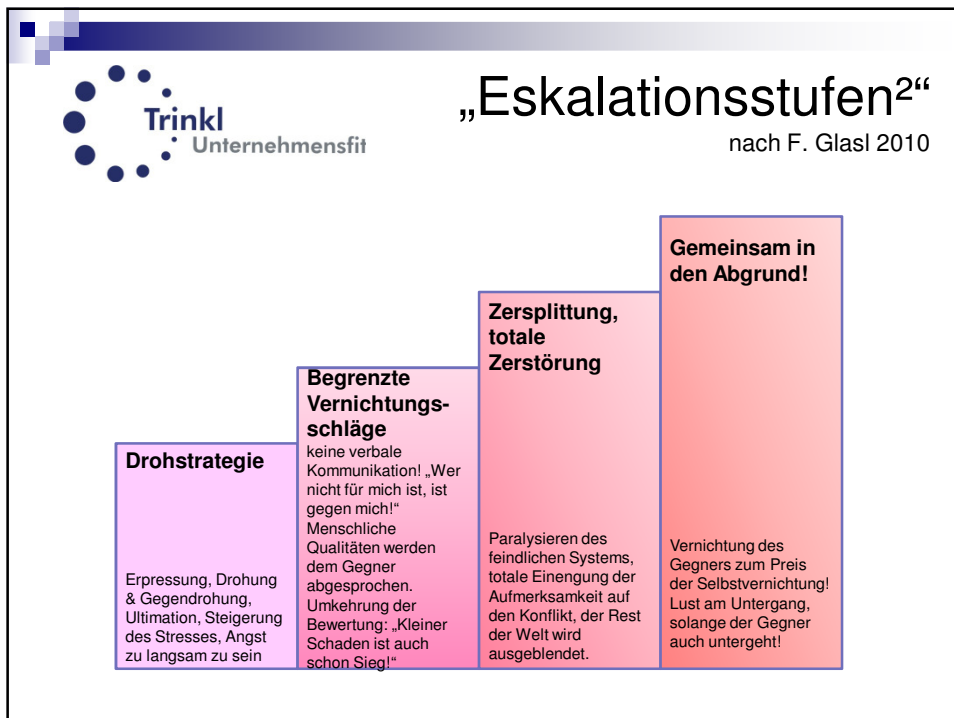 Trinkl
Unternehmensfit
„Eskalationsstufen²“
nach F. Glasl 2010
Drohstrategie
Erpressung, Drohung
& Gegendrohung,
Ultimation, Steigerung
des Stresses, Angst
zu langsam zu sein
Begrenzte
Vernichtungs-
schläge
keine verbale
Kommunikation! „Wer
nicht für mich ist, ist
gegen mich!“
Menschliche
Qualitäten werden
dem Gegner
abgesprochen.
Umkehrung der
Bewertung: „Kleiner
Schaden ist auch
schon Sieg!“
Zersplittung,
totale
Zerstörung
Paralysieren des
feindlichen Systems,
totale Einengung der
Aufmerksamkeit auf
den Konflikt, der Rest
der Welt wird
ausgeblendet.
Gemeinsam in
den Abgrund!
Vernichtung des
Gegners zum Preis
der Selbstvernichtung!
Lust am Untergang,
solange der Gegner
auch untergeht!